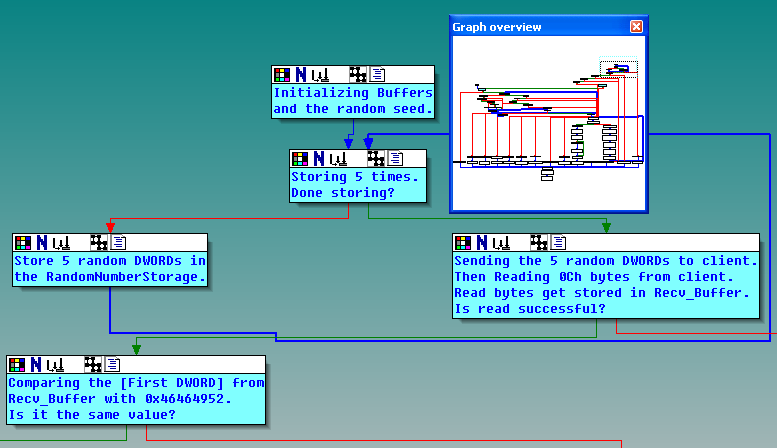 Graph overview
Initializing Buffers
and the random seed.
Storing 5 times.
Done storing?
Store 5 random DWORDs in
the RandomNumberStorage.
Sending the 5 random DWORDs to client.
Then Reading 0Ch bytes from client.
Read bytes get stored in Recv_Buffer.
Is read successful?
Comparing the [First DWORD] from
Recv_Buffer with 0x46464952.
Is it the same value?